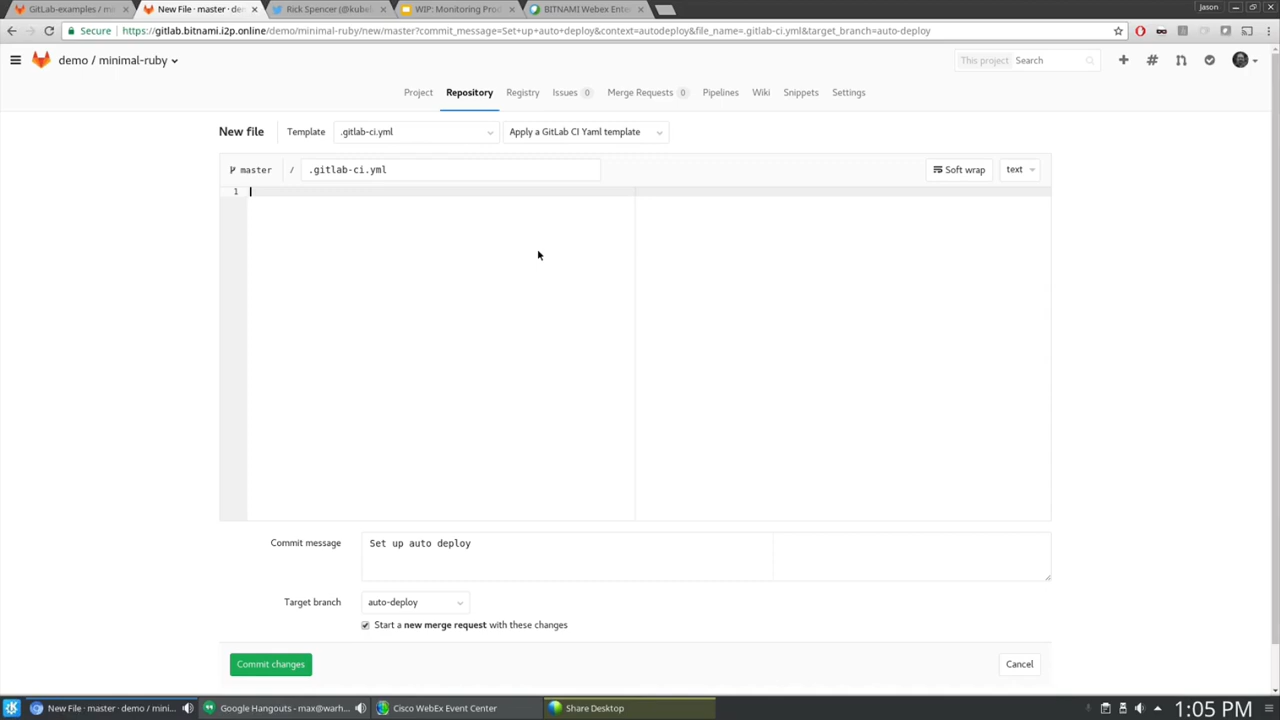 Jason
GitLab-examples / mi
New File · master · de
Rick Spencer (@kubel
WIP: Monitoring Prod
BITNAMI Webex Ente
Secure https://gitlab.bitnami.i2p.online/demo/minimal-ruby/new/master?commit_message=Set+up+auto+deploy&context=autodeploy&file_name=.gitlab-ci.yml&target_branch=auto-deploy
demo / minimal-ruby
This project Search
Project Repository Registry Issues 0 Merge Requests 0 Pipelines Wiki Snippets Settings
New file Template .gitlab-ci.yml Apply a GitLab CI Yaml template
master / .gitlab-ci.yml Soft wrap text
1
Commit message Set up auto deploy
Target branch auto-deploy
Start a new merge request with these changes
Commit changes Cancel
New File · master · demo / mini... Google Hangouts - max@warh... Cisco WebEx Event Center Share Desktop 1:05 PM